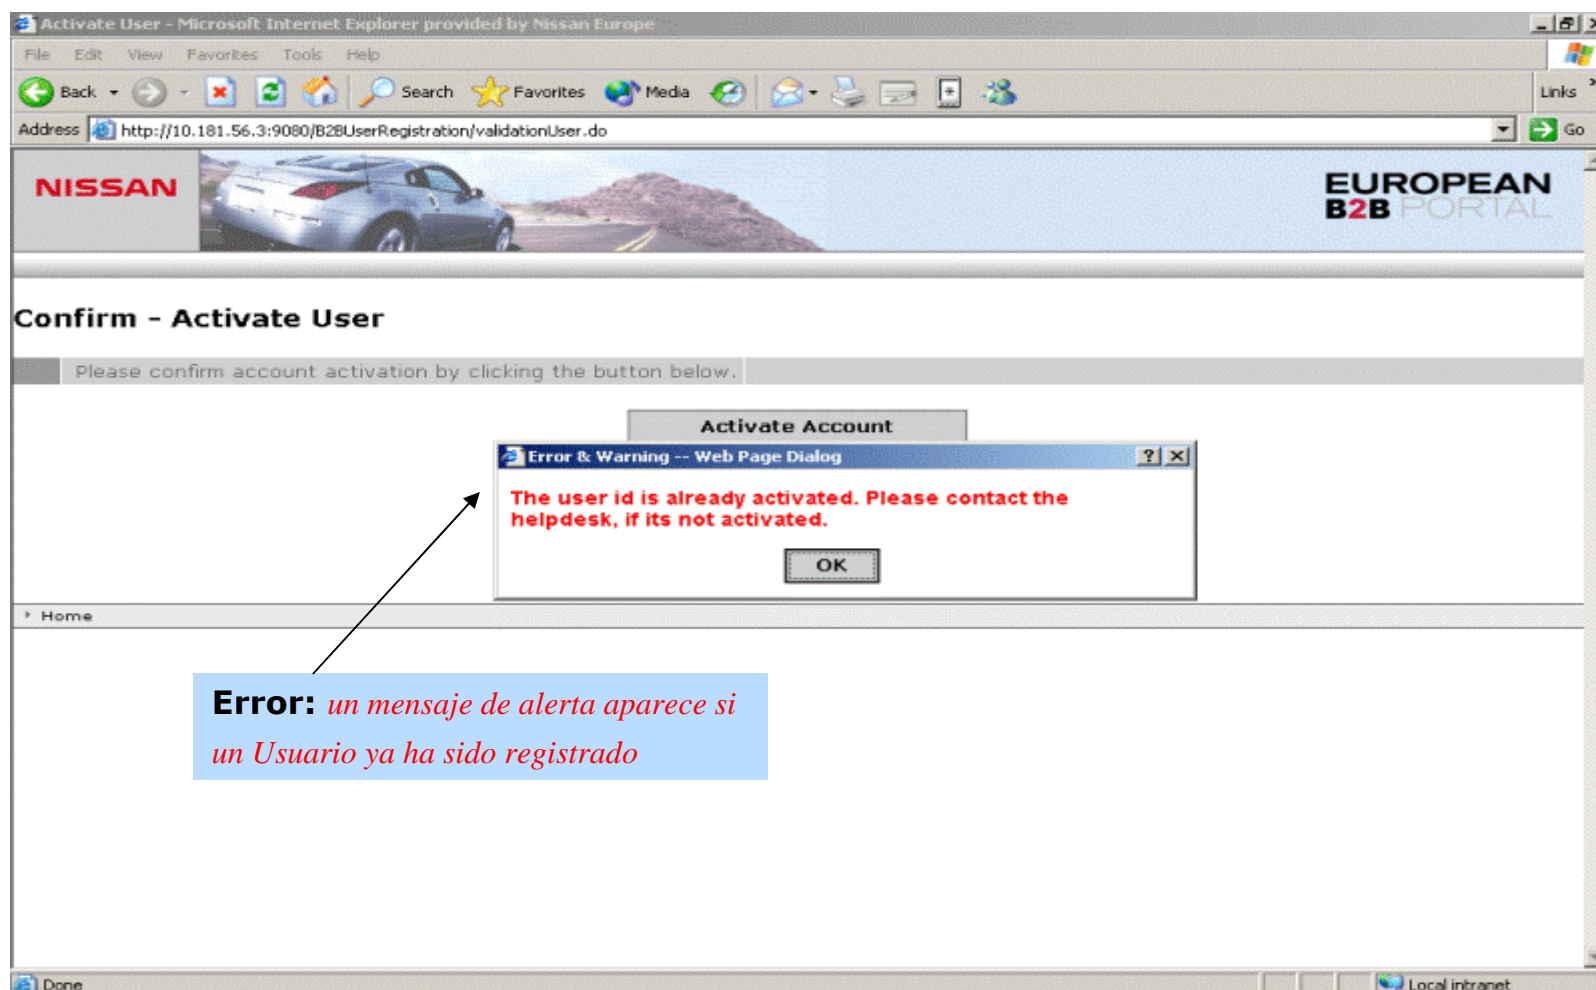 Activate User - Microsoft Internet Explorer provided by Nissan Europe
File Edit View Favorites Tools Help
Back Search Favorites Media Links
Address http://10.181.56.3:9080/B2BUserRegistration/validationUser.do Go
NISSAN
EUROPEAN
B2B PORTAL
Confirm - Activate User
Please confirm account activation by clicking the button below.
Activate Account
Error & Warning -- Web Page Dialog
The user id is already activated. Please contact the
helpdesk, if its not activated.
OK
Home
Error: un mensaje de alerta aparece si
un Usuario ya ha sido registrado
Done Local intranet